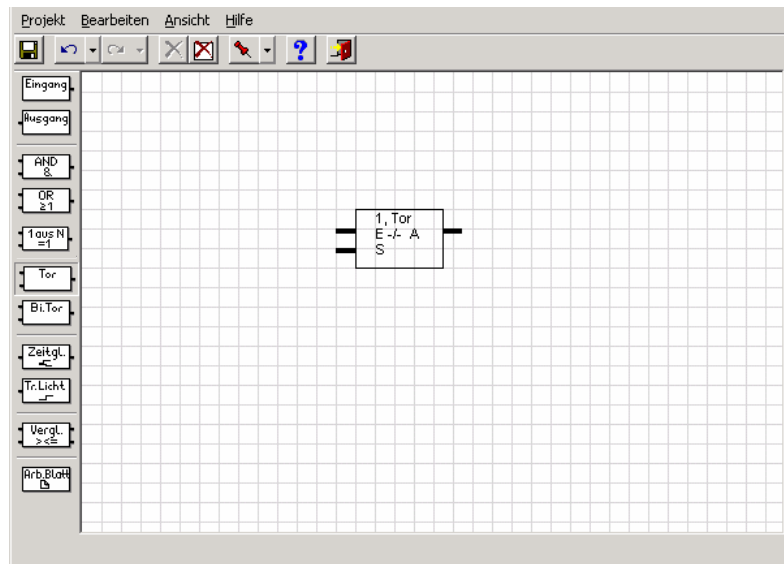 Projekt Bearbeiten Ansicht Hilfe
?
Eingang
Ausgang
AND
&
OR
≥1
1 aus N
=1
Tor
Bi.Tor
Zeitgl.
Tr.Licht
Vergl.
><=
Arb.Blatt
1, Tor
E -/- A
S